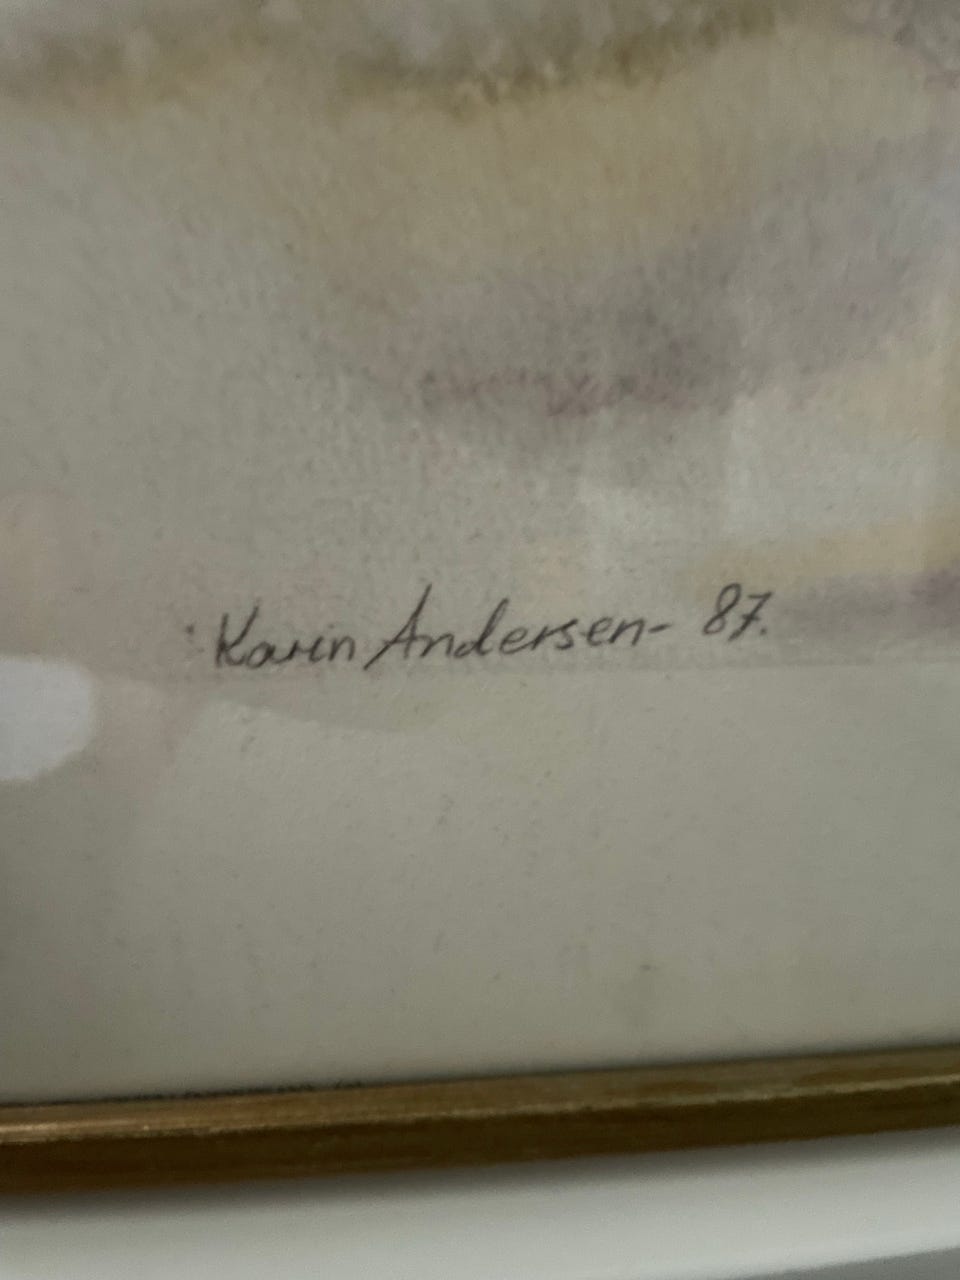 Karin Andersen- 87.